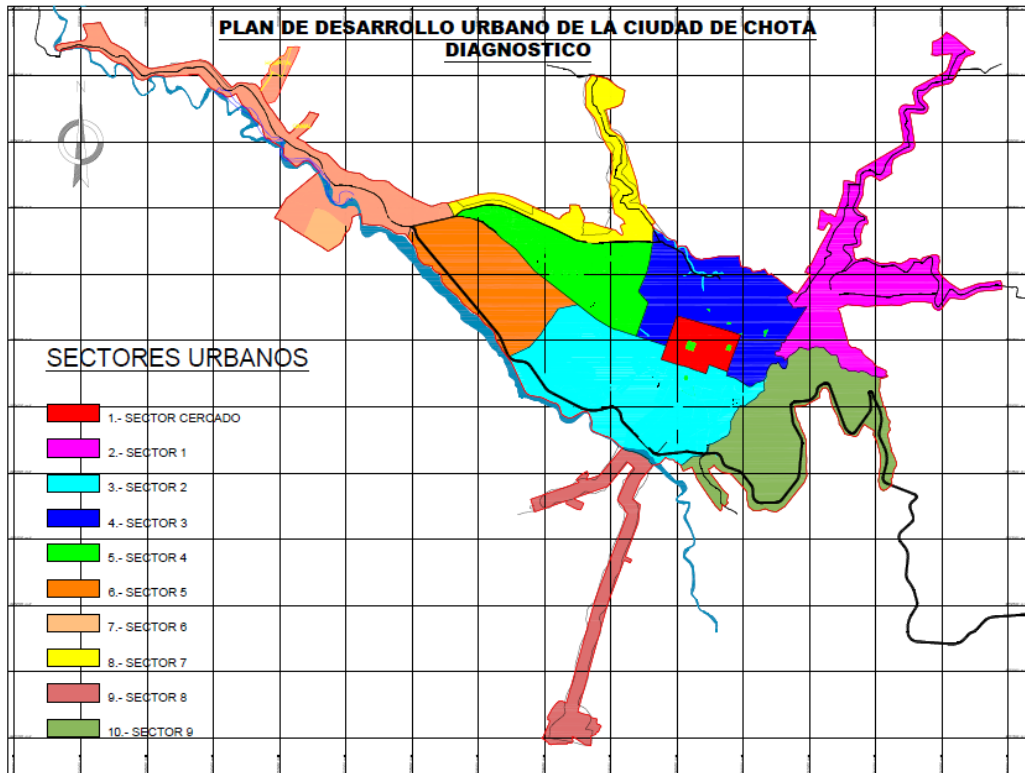 PLAN DE DESARROLLO URBANO DE LA CIUDAD DE CHOTA
DIAGNOSTICO
N
SECTORES URBANOS
1.- SECTOR CERCADO
2.- SECTOR 1
3.- SECTOR 2
4.- SECTOR 3
5.- SECTOR 4
6.- SECTOR 5
7.- SECTOR 6
8.- SECTOR 7
9.- SECTOR 8
10.- SECTOR 9